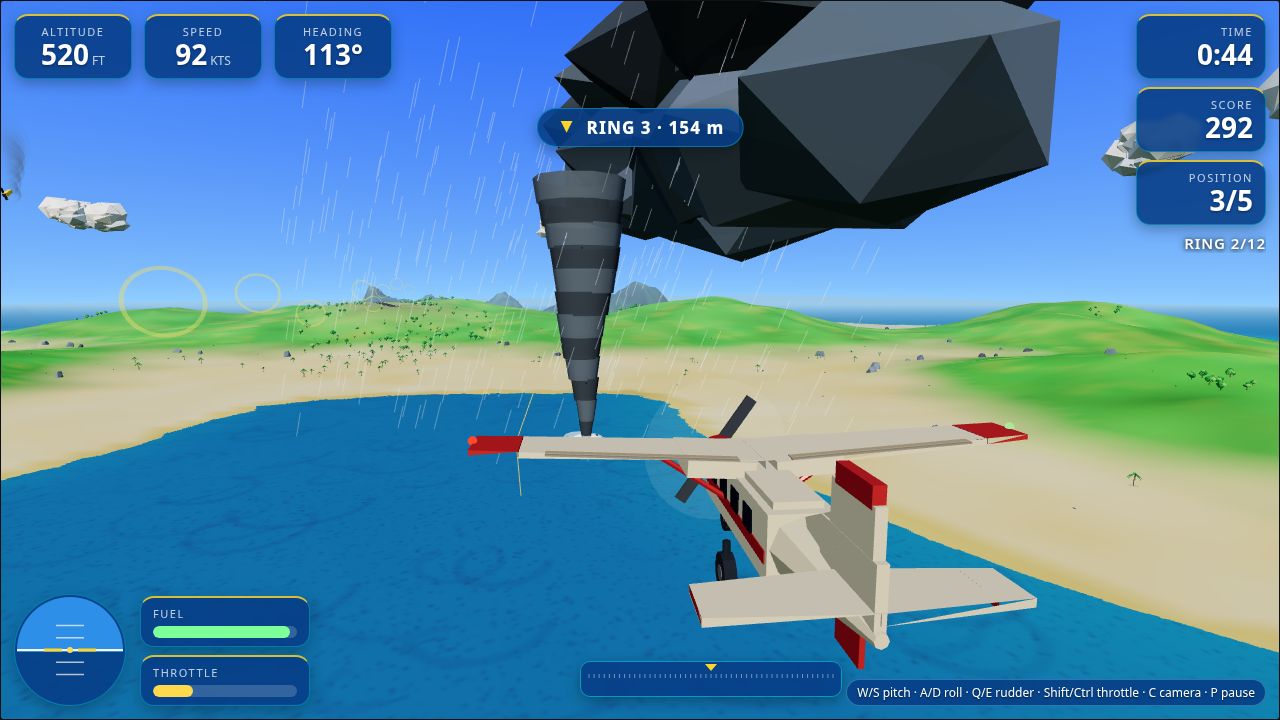 ALTITUDE
520 FT
SPEED
92 KTS
HEADING
113°
TIME
0:44
SCORE
292
POSITION
3/5
RING 2/12
RING 3 · 154 m
FUEL
THROTTLE
W/S pitch · A/D roll · Q/E rudder · Shift/Ctrl throttle · C camera · P pause